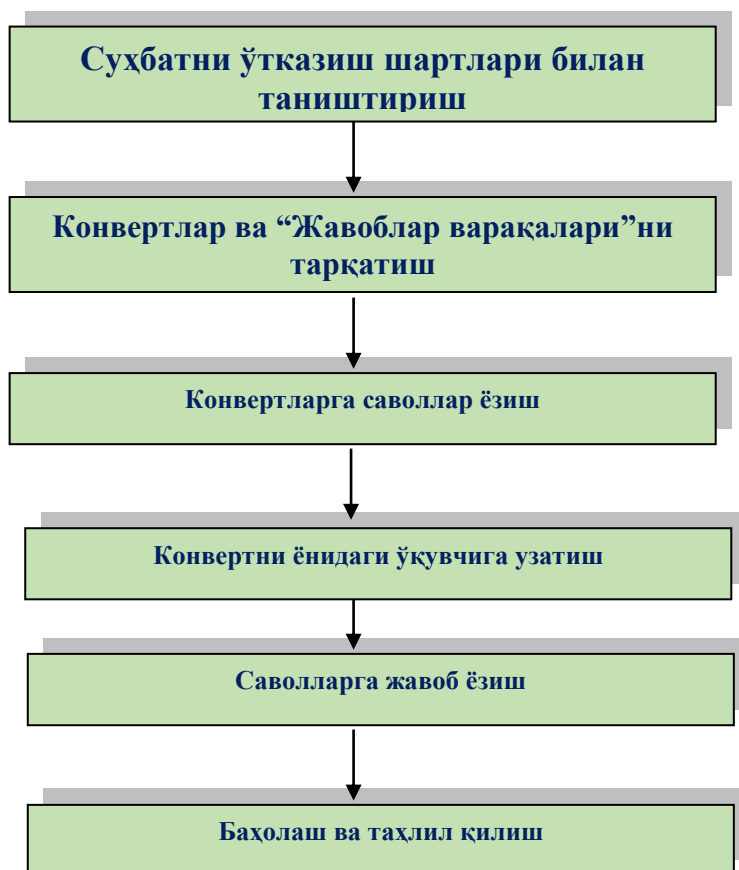 Суҳбатни ўтказиш шартлари билан
таништириш
Конвертлар ва “Жавоблар варақалари”ни
тарқатиш
Конвертларга саволлар ёзиш
Конвертни ёнидаги ўқувчига узатиш
Саволларга жавоб ёзиш
Баҳолаш ва таҳлил қилиш